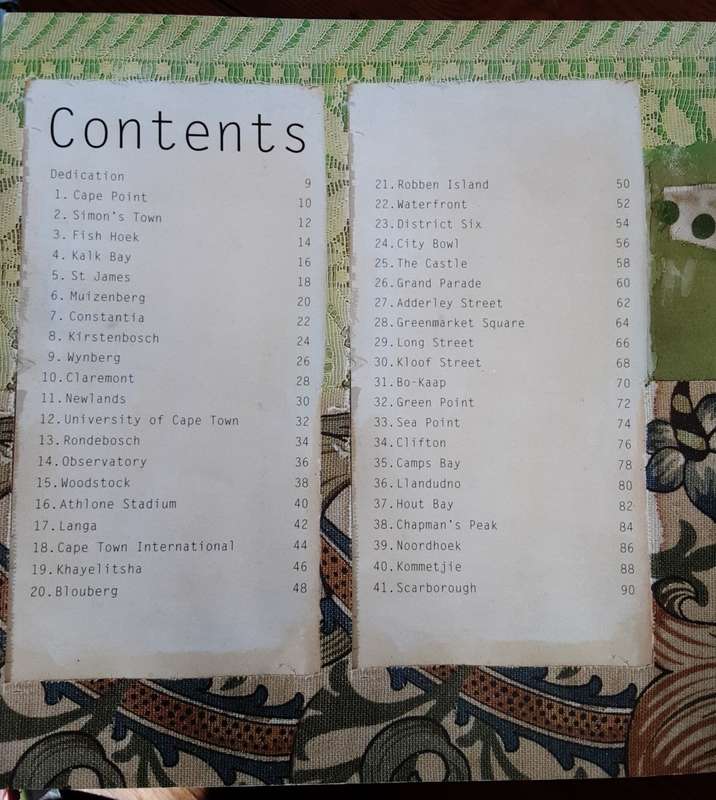 Contents
Dedication 9
1. Cape Point 10
2. Simon's Town 12
3. Fish Hoek 14
4. Kalk Bay 16
5. St James 18
6. Muizenberg 20
7. Constantia 22
8. Kirstenbosch 24
9. Wynberg 26
10. Claremont 28
11. Newlands 30
12. University of Cape Town 32
13. Rondebosch 34
14. Observatory 36
15. Woodstock 38
16. Athlone Stadium 40
17. Langa 42
18. Cape Town International 44
19. Khayelitsha 46
20. Blouberg 48
21. Robben Island 50
22. Waterfront 52
23. District Six 54
24. City Bowl 56
25. The Castle 58
26. Grand Parade 60
27. Adderley Street 62
28. Greenmarket Square 64
29. Long Street 66
30. Kloof Street 68
31. Bo-Kaap 70
32. Green Point 72
33. Sea Point 74
34. Clifton 76
35. Camps Bay 78
36. Llandudno 80
37. Hout Bay 82
38. Chapman's Peak 84
39. Noordhoek 86
40. Kommetjie 88
41. Scarborough 90